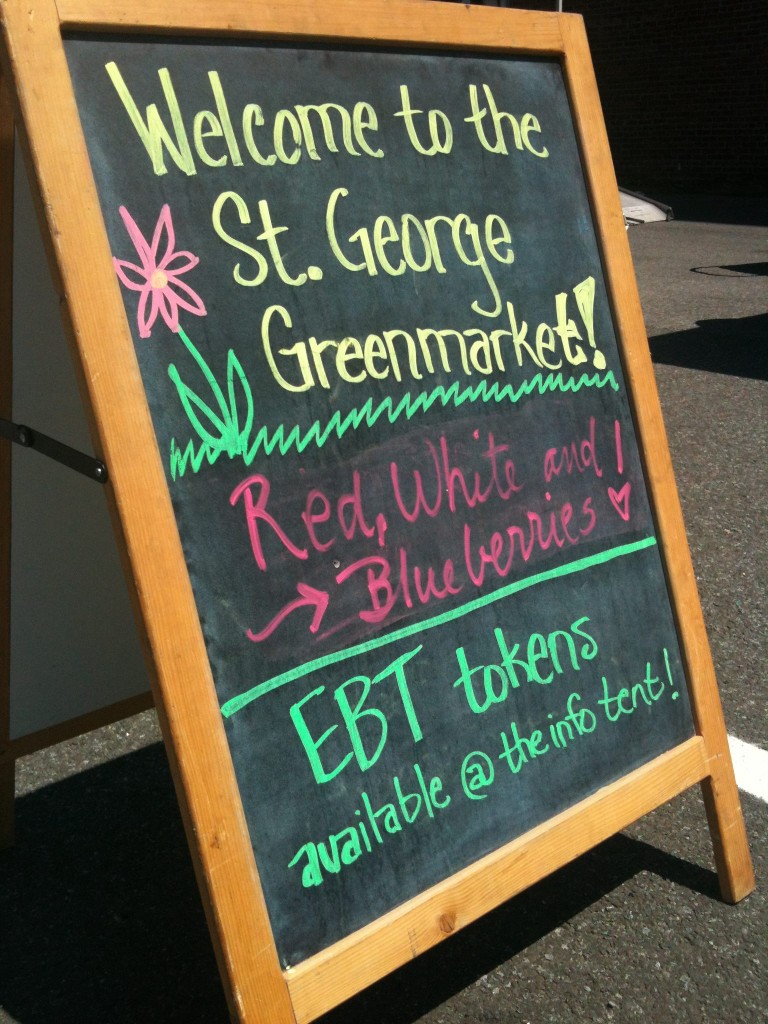 Welcome to the
St. George
Greenmarket!
Red, White and
→ Blueberries!
EBT tokens
available @ the info tent!